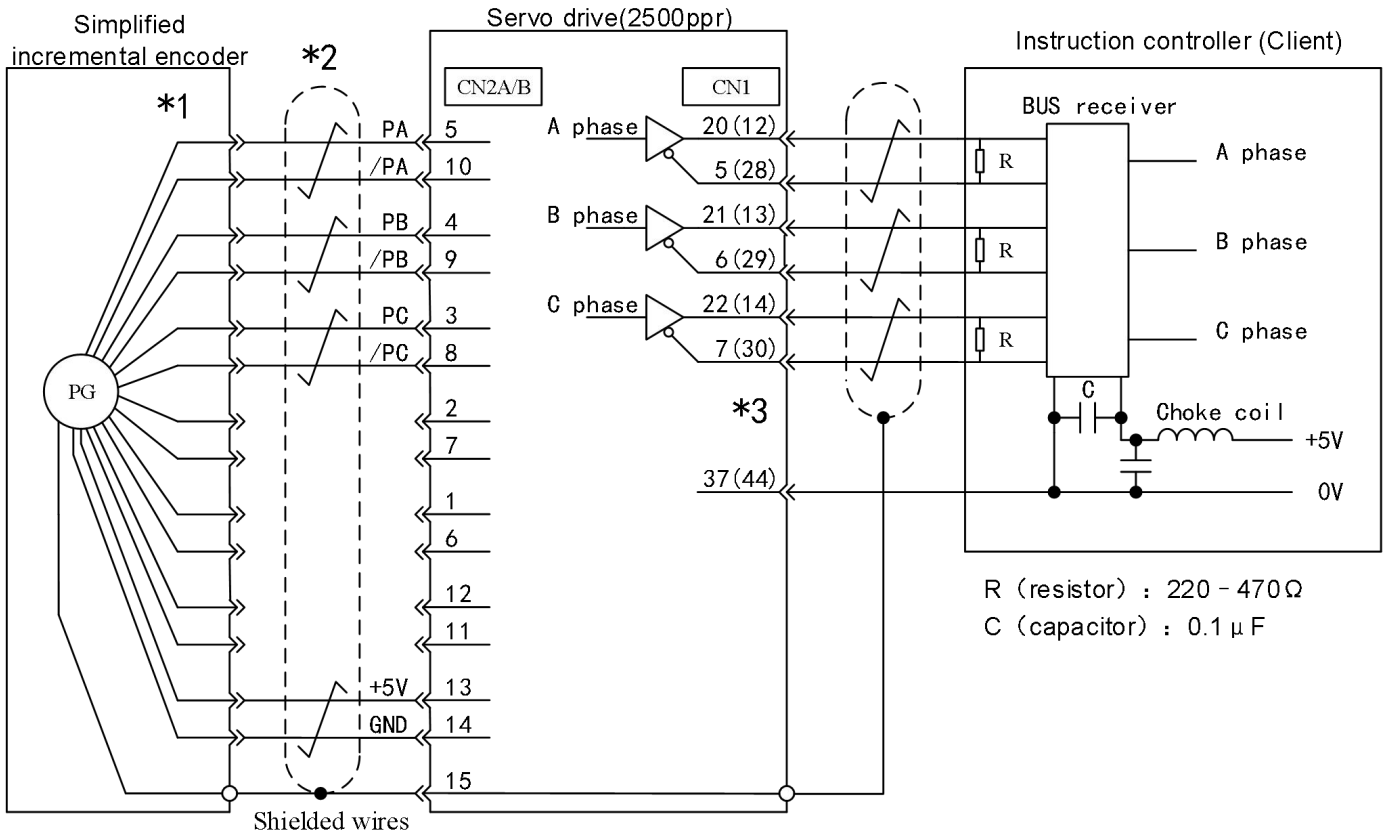 Simplified
incremental encoder
*1
*2
Servo drive(2500ppr)
CN2A/B
CN1
Instruction controller (Client)
BUS receiver
PA 5
/PA 10
PB 4
/PB 9
PC 3
/PC 8
2
7
1
6
12
11
+5V 13
GND 14
15
PG
Shielded wires
A phase
20(12)
5(28)
B phase
21(13)
6(29)
C phase
22(14)
7(30)
*3
37(44)
R
R
R
A phase
B phase
C phase
C
Choke coil
+5V
0V
R (resistor) : 220 - 470Ω
C (capacitor) : 0.1 μF